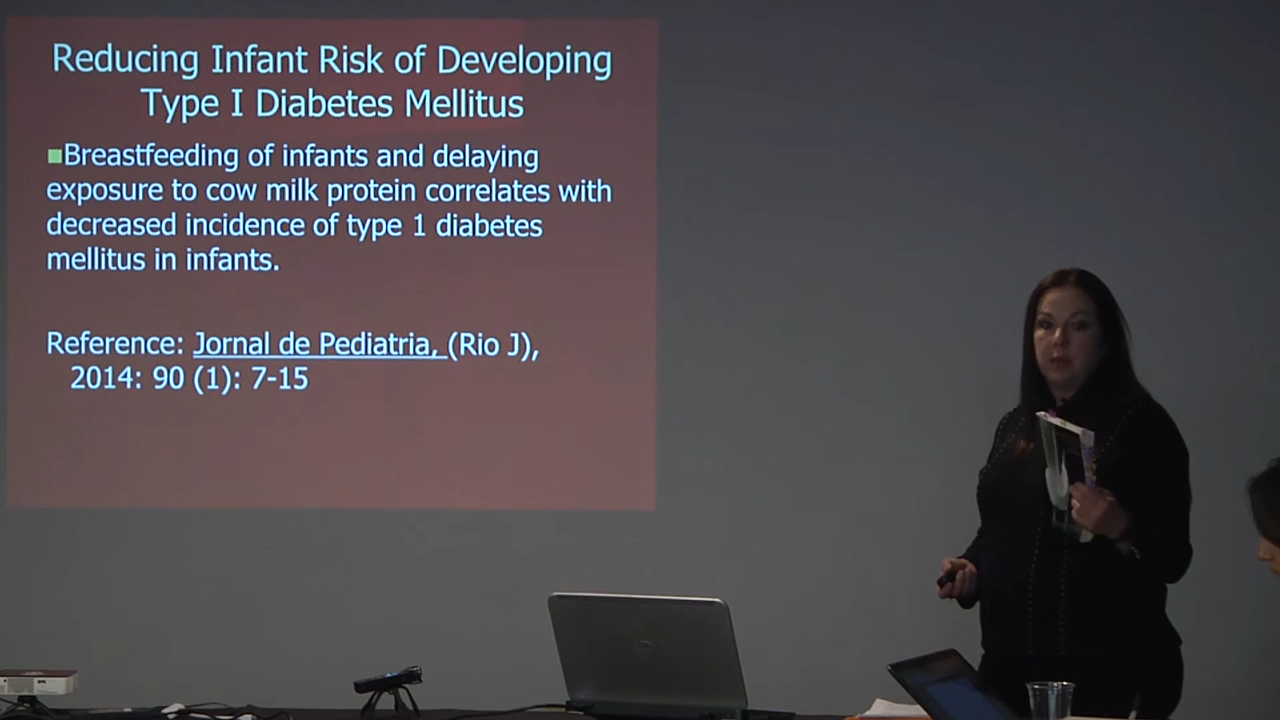 Reducing Infant Risk of Developing
Type I Diabetes Mellitus
■Breastfeeding of infants and delaying
exposure to cow milk protein correlates with
decreased incidence of type 1 diabetes
mellitus in infants.
Reference: Jornal de Pediatria, (Rio J),
2014: 90 (1): 7-15